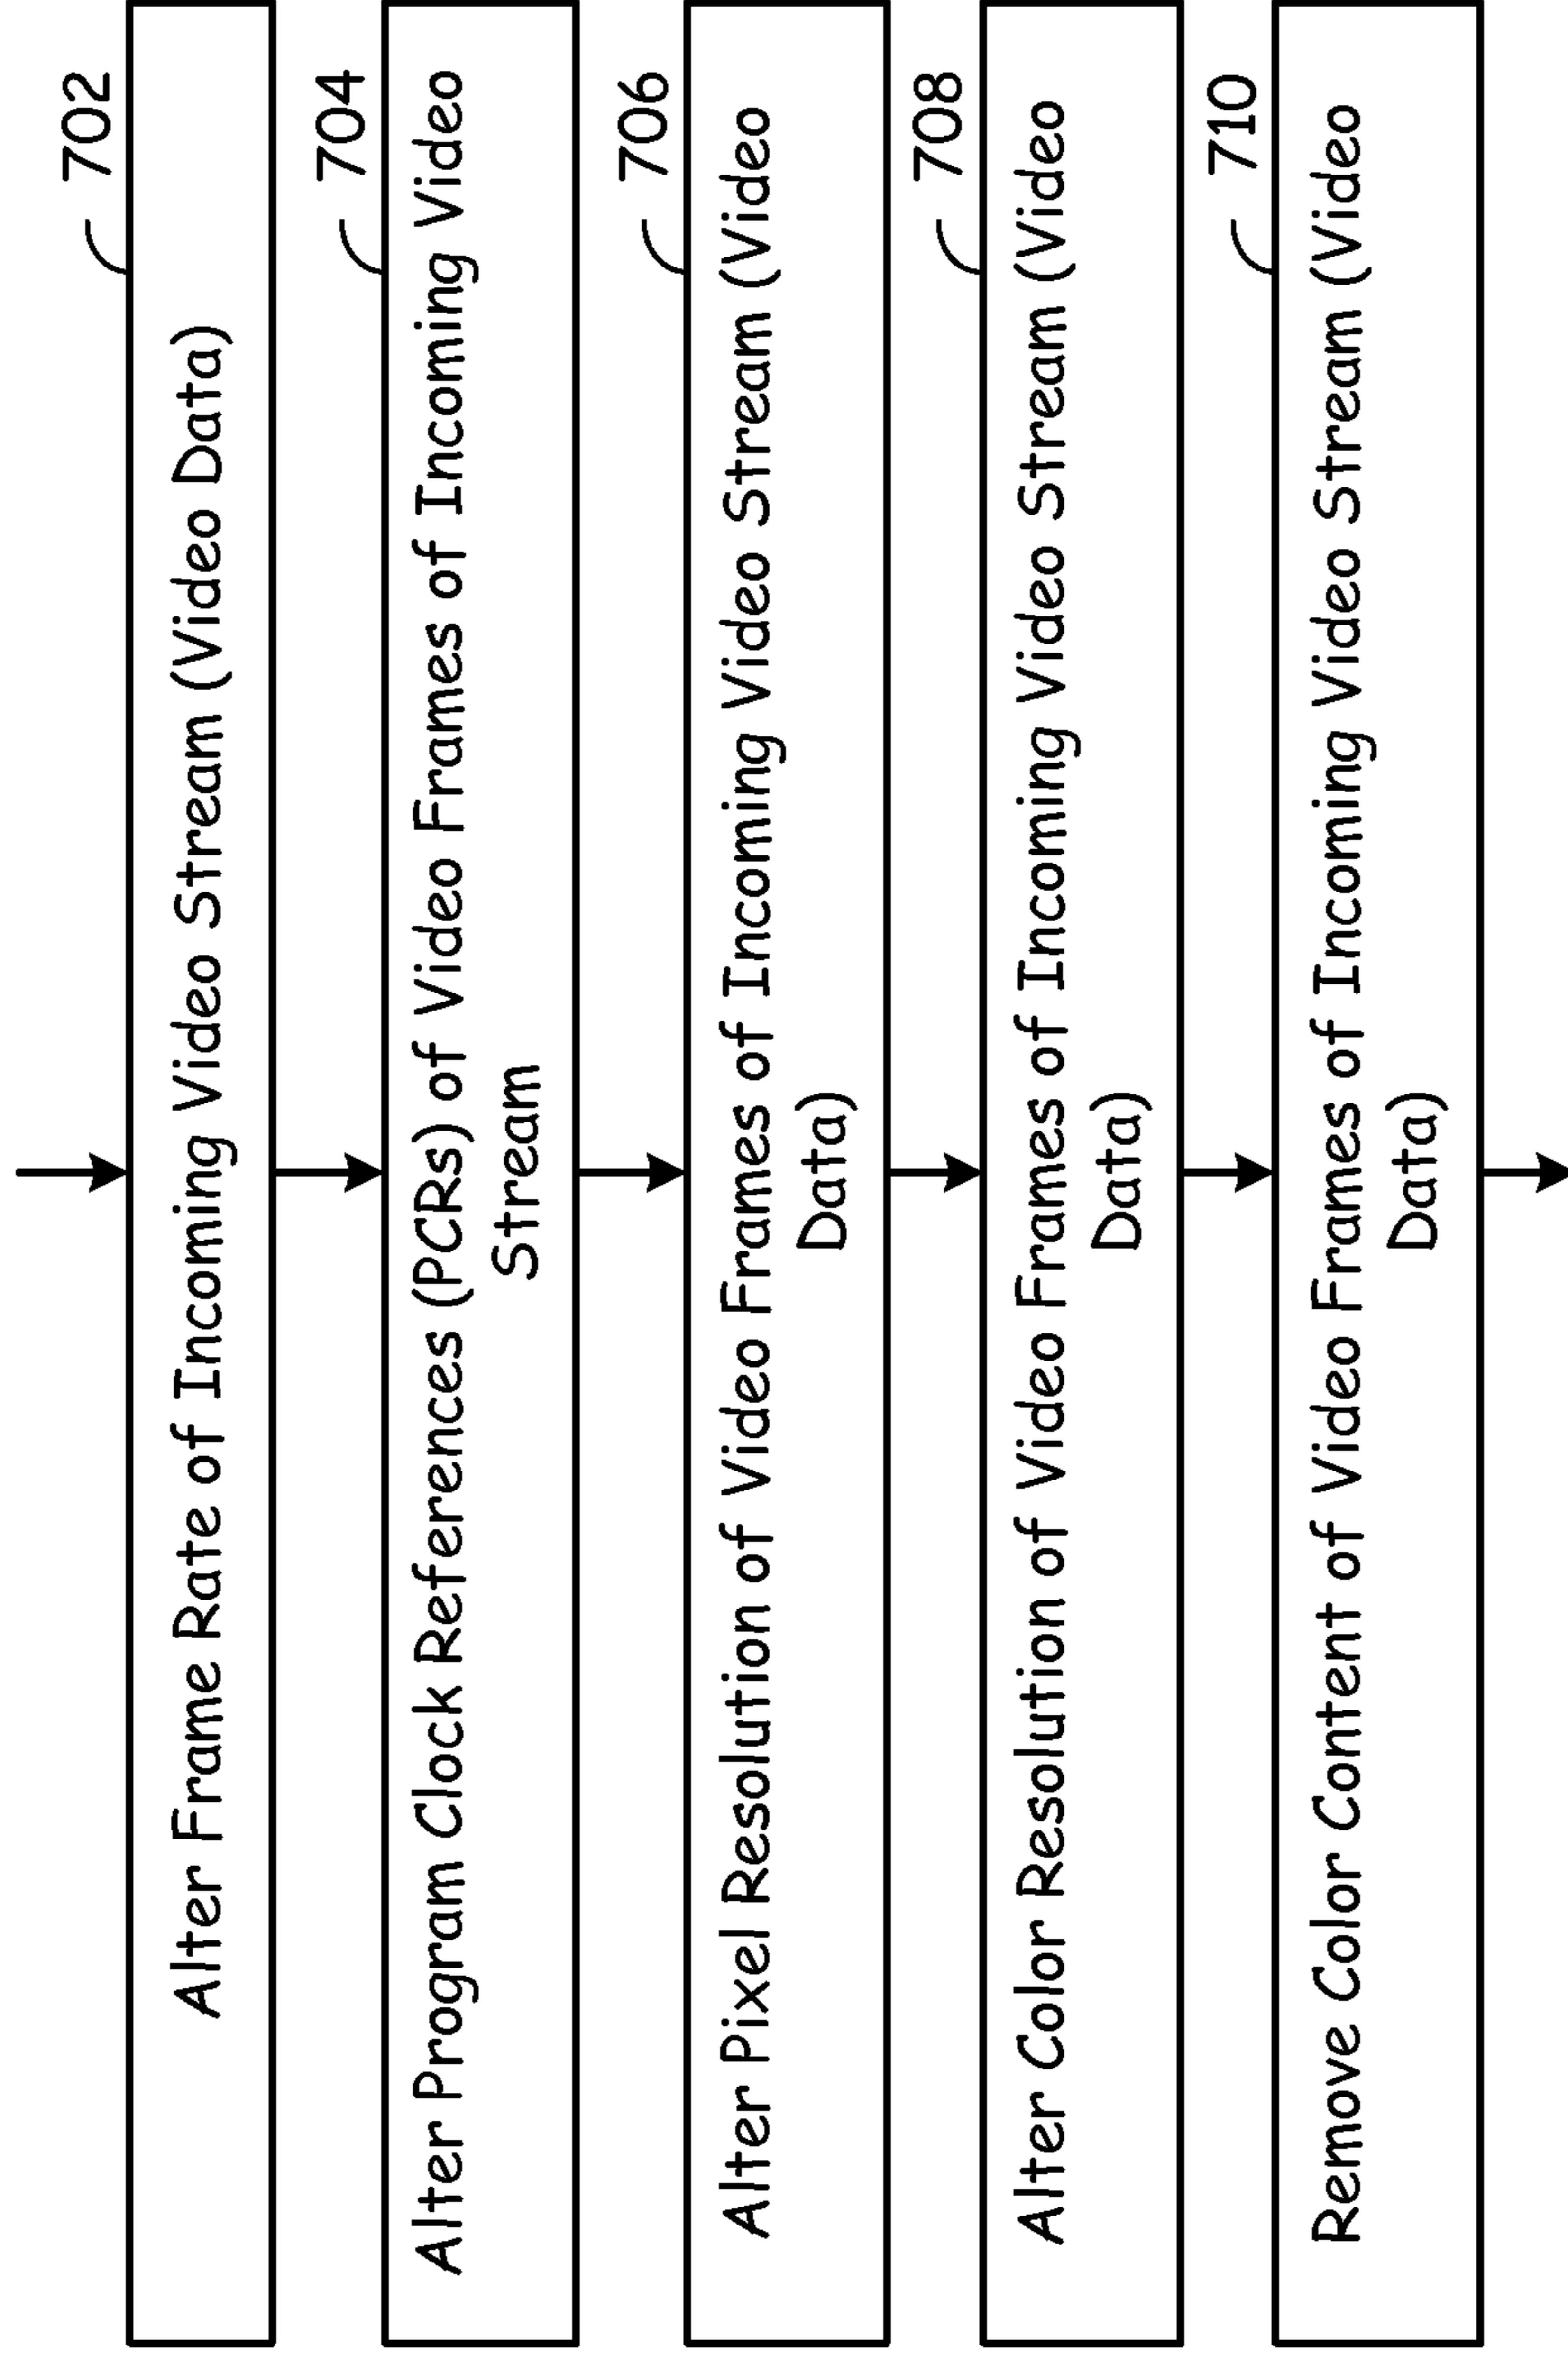 702
Alter Frame Rate of Incoming Video Stream (Video Data)
704
Alter Program Clock References (PCRs) of Video Frames of Incoming Video
Stream
706
Alter Pixel Resolution of Video Frames of Incoming Video Stream (Video
Data)
708
Alter Color Resolution of Video Frames of Incoming Video Stream (Video
Data)
710
Remove Color Content of Video Frames of Incoming Video Stream (Video
Data)